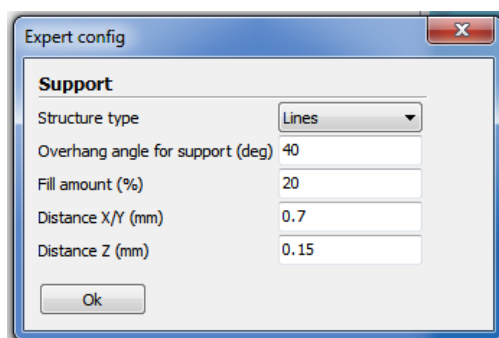 Expert config
Support
Structure type Lines
Overhang angle for support (deg) 40
Fill amount (%) 20
Distance X/Y (mm) 0.7
Distance Z (mm) 0.15
Ok